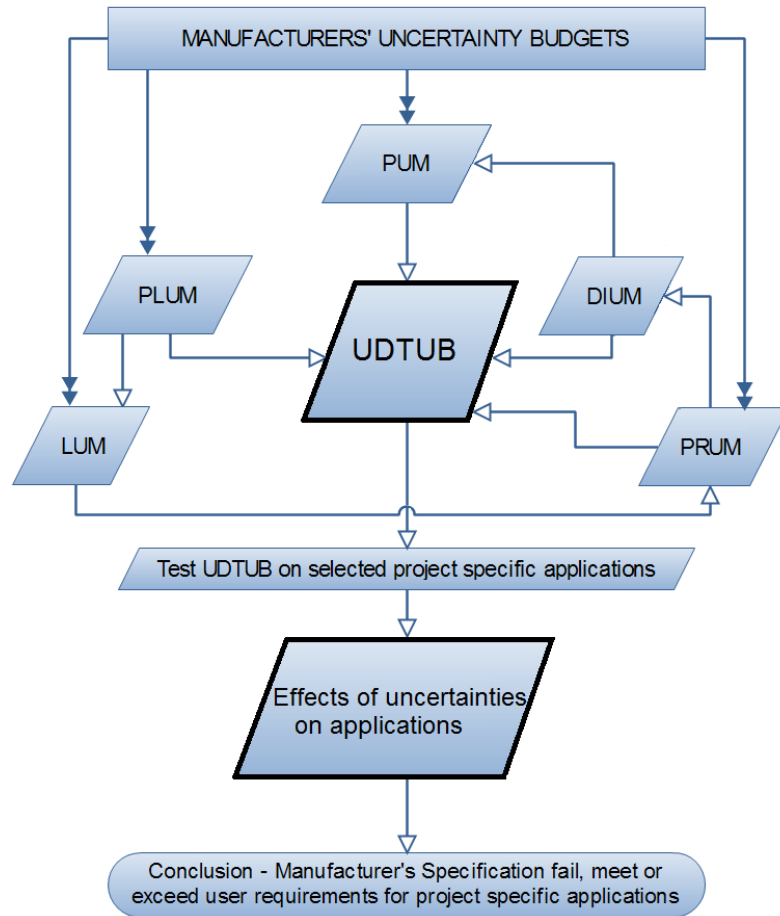 MANUFACTURERS' UNCERTAINTY BUDGETS
PUM
PLUM
DIUM
UDTUB
LUM
PRUM
Test UDTUB on selected project specific applications
Effects of uncertainties
on applications
Conclusion - Manufacturer's Specification fail, meet or
exceed user requirements for project specific applications